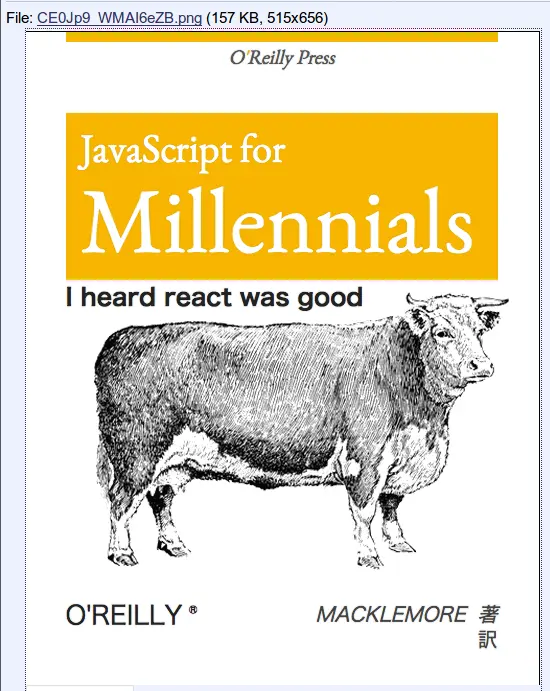 File: CE0Jp9_WMAI6eZB.png (157 KB, 515x656)
O'Reilly Press
JavaScript for
Millennials
I heard react was good
O'REILLY ®
MACKLEMORE 著
訳